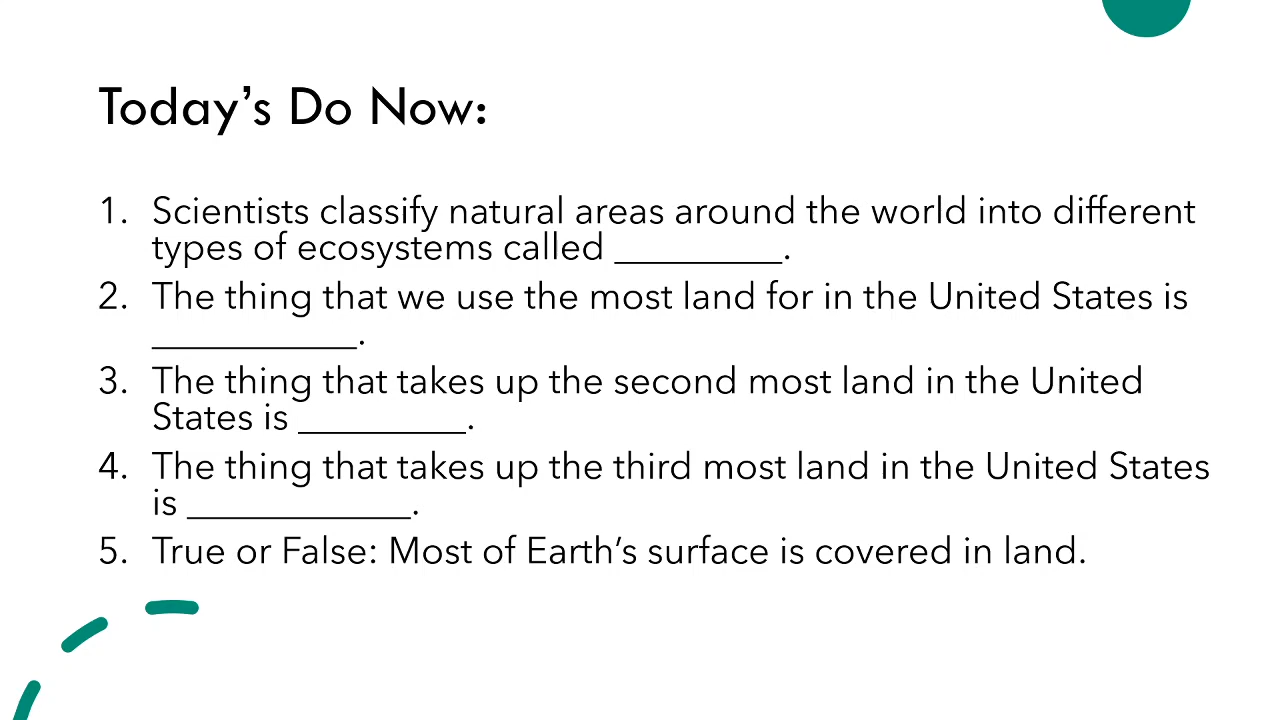 Today’s Do Now:
1. Scientists classify natural areas around the world into different
types of ecosystems called _________.
2. The thing that we use the most land for in the United States is
___________.
3. The thing that takes up the second most land in the United
States is _________.
4. The thing that takes up the third most land in the United States
is ____________.
5. True or False: Most of Earth’s surface is covered in land.